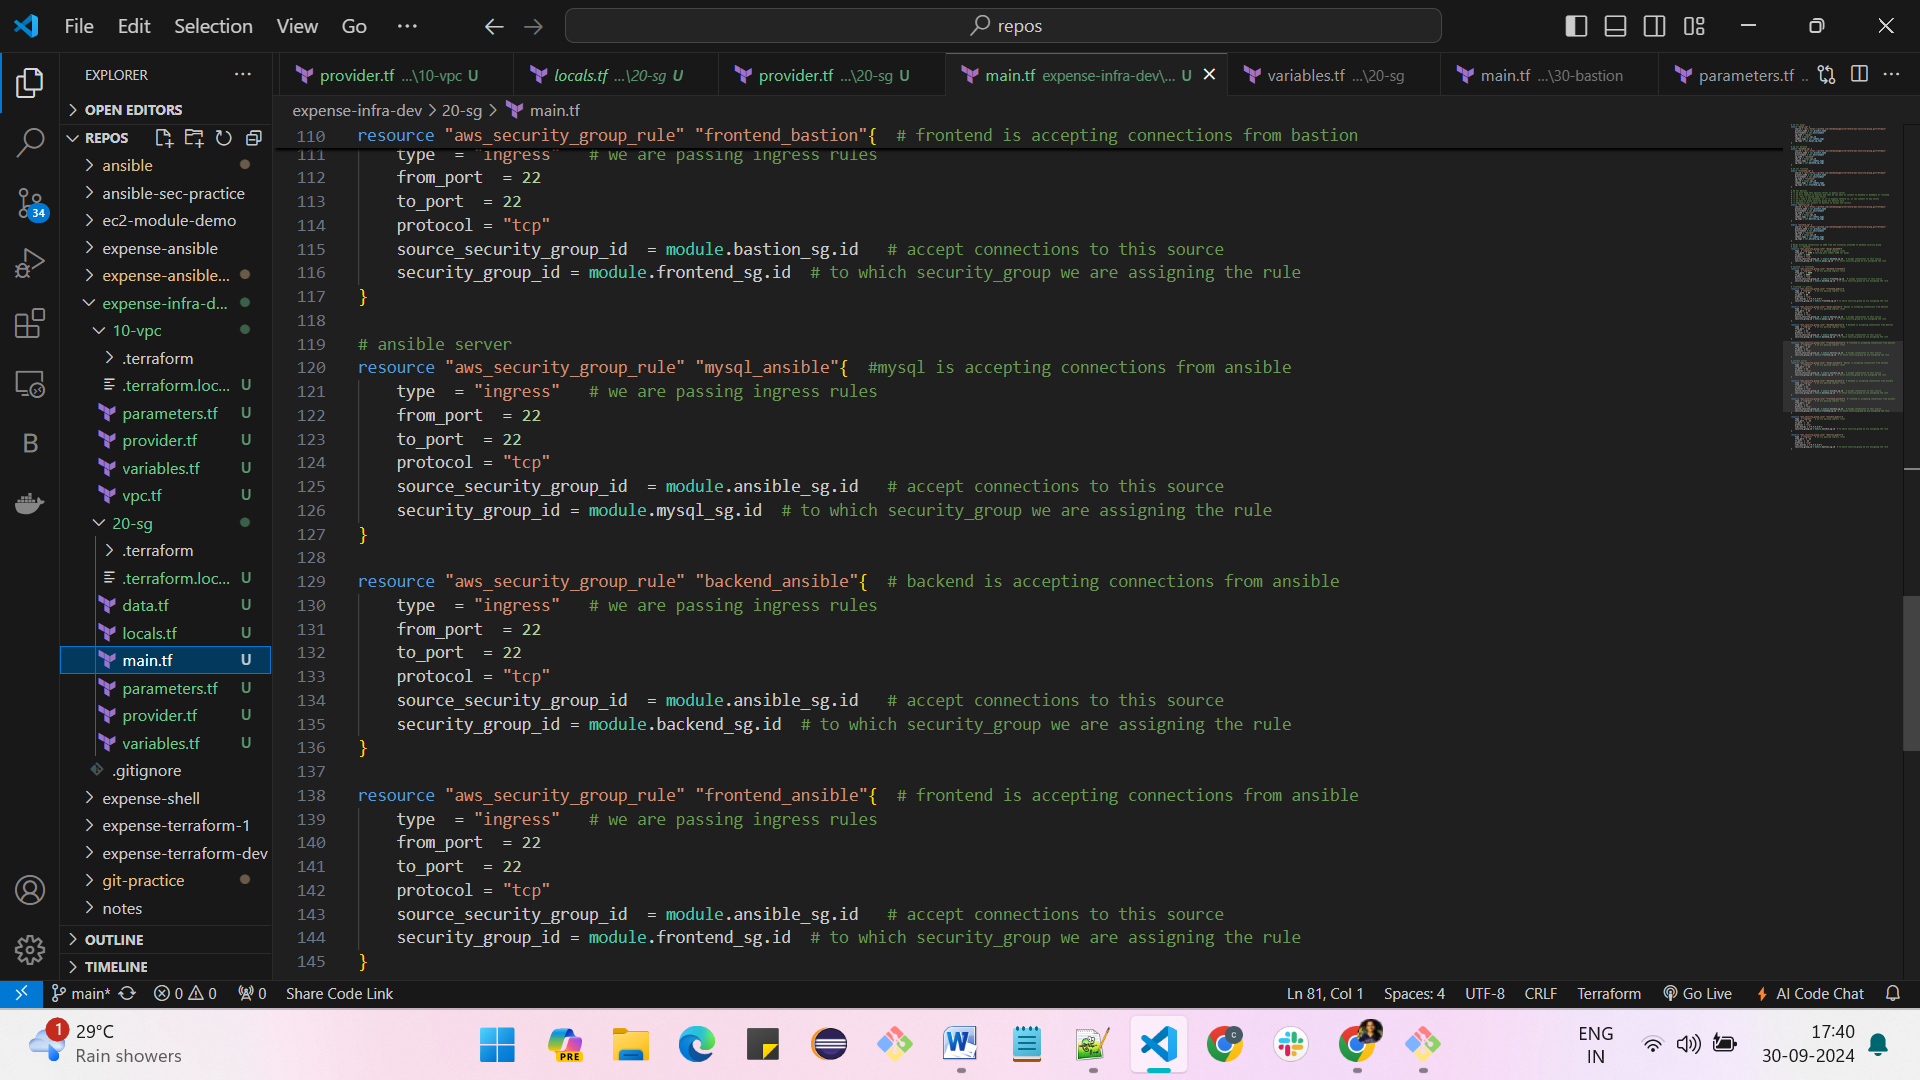 File Edit Selection View Go ···
repos
EXPLORER
OPEN EDITORS
REPOS
ansible
ansible-sec-practice
ec2-module-demo
expense-ansible
expense-ansible...
expense-infra-d...
10-vpc
.terraform
.terraform.loc... U
parameters.tf U
provider.tf U
variables.tf U
vpc.tf U
20-sg
.terraform
.terraform.loc... U
data.tf U
locals.tf U
main.tf U
parameters.tf U
provider.tf U
variables.tf U
.gitignore
expense-shell
expense-terraform-1
expense-terraform-dev
git-practice
notes
OUTLINE
TIMELINE
34
B
provider.tf ...\10-vpc U
locals.tf ...\20-sg U
provider.tf ...\20-sg U
main.tf expense-infra-dev\... U
variables.tf ...\20-sg
main.tf ...\30-bastion
parameters.tf ..
expense-infra-dev > 20-sg > main.tf
110 resource "aws_security_group_rule" "frontend_bastion"{  # frontend is accepting connections from bastion
111     type  = "ingress"   # we are passing ingress rules
112     from_port  = 22
113     to_port  = 22
114     protocol = "tcp"
115     source_security_group_id  = module.bastion_sg.id   # accept connections to this source
116     security_group_id = module.frontend_sg.id  # to which security_group we are assigning the rule
117 }
118
119 # ansible server
120 resource "aws_security_group_rule" "mysql_ansible"{  #mysql is accepting connections from ansible
121     type  = "ingress"   # we are passing ingress rules
122     from_port  = 22
123     to_port  = 22
124     protocol = "tcp"
125     source_security_group_id  = module.ansible_sg.id   # accept connections to this source
126     security_group_id = module.mysql_sg.id  # to which security_group we are assigning the rule
127 }
128
129 resource "aws_security_group_rule" "backend_ansible"{  # backend is accepting connections from ansible
130     type  = "ingress"   # we are passing ingress rules
131     from_port  = 22
132     to_port  = 22
133     protocol = "tcp"
134     source_security_group_id  = module.ansible_sg.id   # accept connections to this source
135     security_group_id = module.backend_sg.id  # to which security_group we are assigning the rule
136 }
137
138 resource "aws_security_group_rule" "frontend_ansible"{  # frontend is accepting connections from ansible
139     type  = "ingress"   # we are passing ingress rules
140     from_port  = 22
141     to_port  = 22
142     protocol = "tcp"
143     source_security_group_id  = module.ansible_sg.id   # accept connections to this source
144     security_group_id = module.frontend_sg.id  # to which security_group we are assigning the rule
145 }
main* 0 0 0 Share Code Link Ln 81, Col 1 Spaces: 4 UTF-8 CRLF Terraform Go Live AI Code Chat
1
29°C
Rain showers
PRE
ENG
IN
17:40
30-09-2024